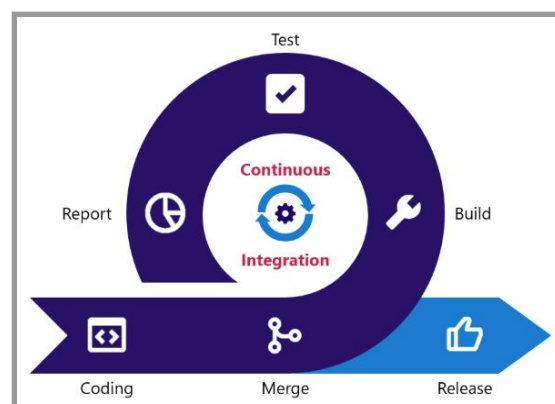 Test
Continuous
Report
Build
Integration
Coding
Merge
Release